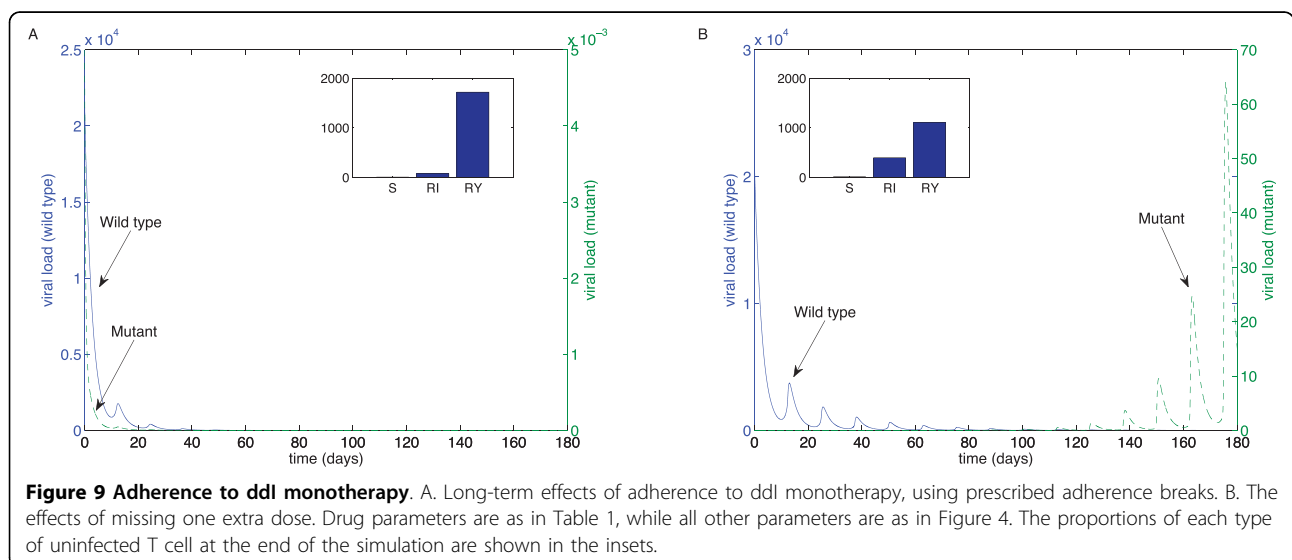 A
x 10⁴
2.5
2
1.5
1
0.5
0
viral load (wild type)
x 10⁻³
5
4
3
2
1
0
viral load (mutant)
0 20 40 60 80 100 120 140 160 180
time (days)
Wild type
Mutant
2000
1000
0
S RI RY
B
x 10⁴
3
2
1
0
viral load (wild type)
70
60
50
40
30
20
10
0
viral load (mutant)
0 20 40 60 80 100 120 140 160 180
time (days)
Wild type
Mutant
2000
1000
0
S RI RY
Figure 9 Adherence to ddI monotherapy. A. Long-term effects of adherence to ddI monotherapy, using prescribed adherence breaks. B. The
effects of missing one extra dose. Drug parameters are as in Table 1, while all other parameters are as in Figure 4. The proportions of each type
of uninfected T cell at the end of the simulation are shown in the insets.